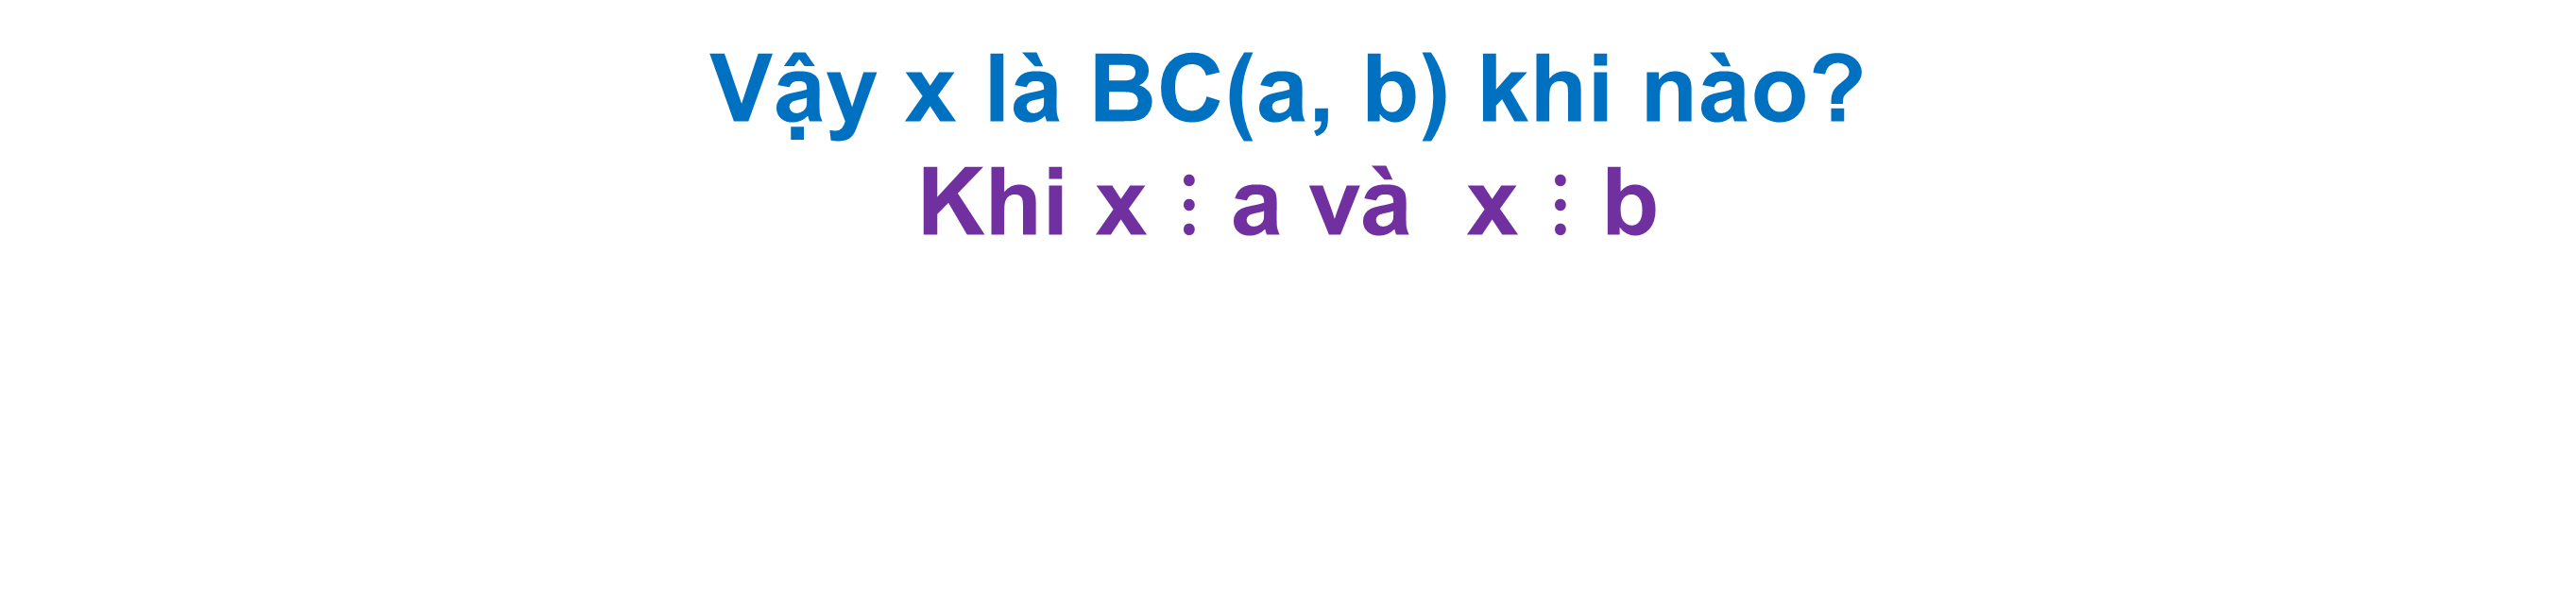 Vậy x là BC(a, b) khi nào?
Khi x ⋮ a và x ⋮ b